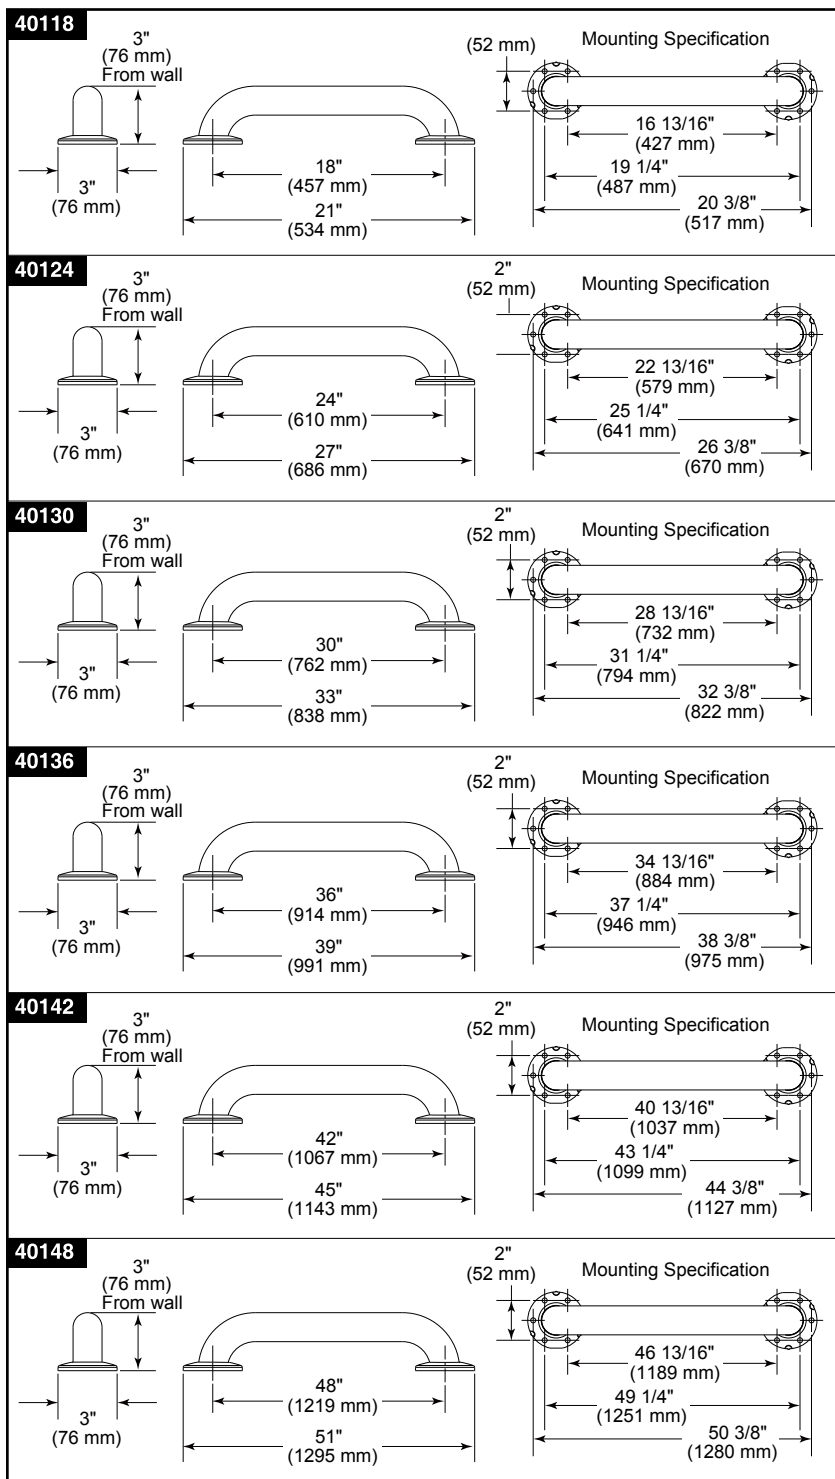 40118
3"
(76 mm)
From wall
3"
(76 mm)
18"
(457 mm)
21"
(534 mm)
(52 mm)
Mounting Specification
16 13/16"
(427 mm)
19 1/4"
(487 mm)
20 3/8"
(517 mm)
40124
3"
(76 mm)
From wall
3"
(76 mm)
24"
(610 mm)
27"
(686 mm)
2"
(52 mm)
Mounting Specification
22 13/16"
(579 mm)
25 1/4"
(641 mm)
26 3/8"
(670 mm)
40130
3"
(76 mm)
From wall
3"
(76 mm)
30"
(762 mm)
33"
(838 mm)
2"
(52 mm)
Mounting Specification
28 13/16"
(732 mm)
31 1/4"
(794 mm)
32 3/8"
(822 mm)
40136
3"
(76 mm)
From wall
3"
(76 mm)
36"
(914 mm)
39"
(991 mm)
2"
(52 mm)
Mounting Specification
34 13/16"
(884 mm)
37 1/4"
(946 mm)
38 3/8"
(975 mm)
40142
3"
(76 mm)
From wall
3"
(76 mm)
42"
(1067 mm)
45"
(1143 mm)
2"
(52 mm)
Mounting Specification
40 13/16"
(1037 mm)
43 1/4"
(1099 mm)
44 3/8"
(1127 mm)
40148
3"
(76 mm)
From wall
3"
(76 mm)
48"
(1219 mm)
51"
(1295 mm)
2"
(52 mm)
Mounting Specification
46 13/16"
(1189 mm)
49 1/4"
(1251 mm)
50 3/8"
(1280 mm)